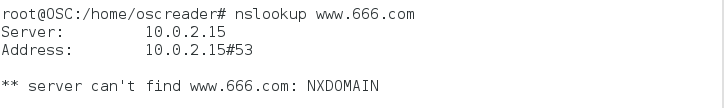 root@OSC:/home/oscreader# nslookup www.666.com
Server:         10.0.2.15
Address:        10.0.2.15#53
** server can't find www.666.com: NXDOMAIN